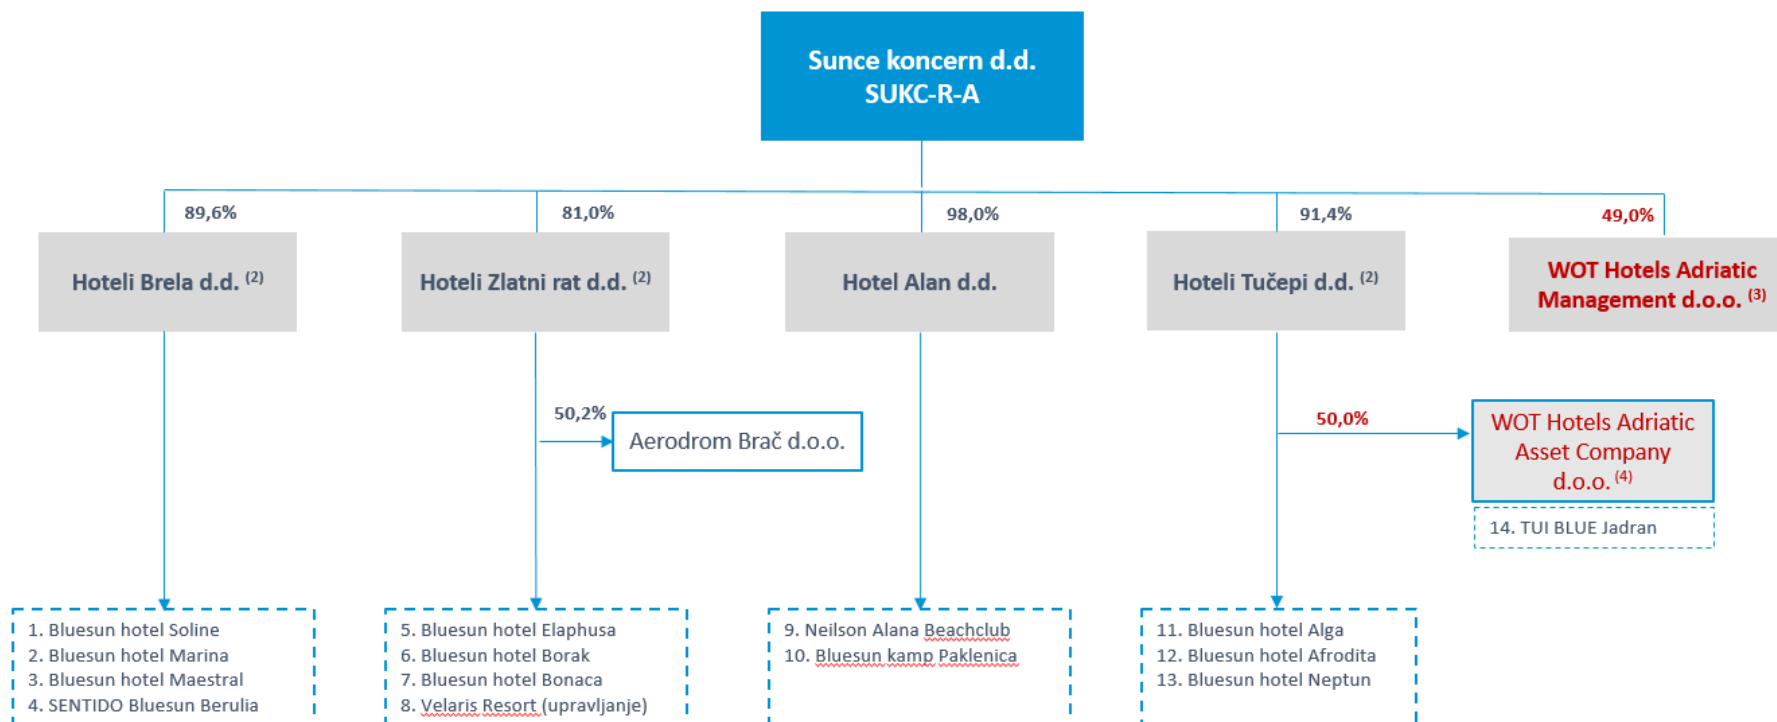 Sunce koncern d.d.
SUKC-R-A
89,6%
81,0%
98,0%
91,4%
49,0%
Hoteli Brela d.d. (2)
Hoteli Zlatni rat d.d. (2)
Hotel Alan d.d.
Hoteli Tučepi d.d. (2)
WOT Hotels Adriatic
Management d.o.o. (3)
50,2%
Aerodrom Brač d.o.o.
50,0%
WOT Hotels Adriatic
Asset Company
d.o.o. (4)
14. TUI BLUE Jadran
1. Bluesun hotel Soline
2. Bluesun hotel Marina
3. Bluesun hotel Maestral
4. SENTIDO Bluesun Berulia
5. Bluesun hotel Elaphusa
6. Bluesun hotel Borak
7. Bluesun hotel Bonaca
8. Velaris Resort (upravljanje)
9. Neilson Alana Beachclub
10. Bluesun kamp Paklenica
11. Bluesun hotel Alga
12. Bluesun hotel Afrodita
13. Bluesun hotel Neptun